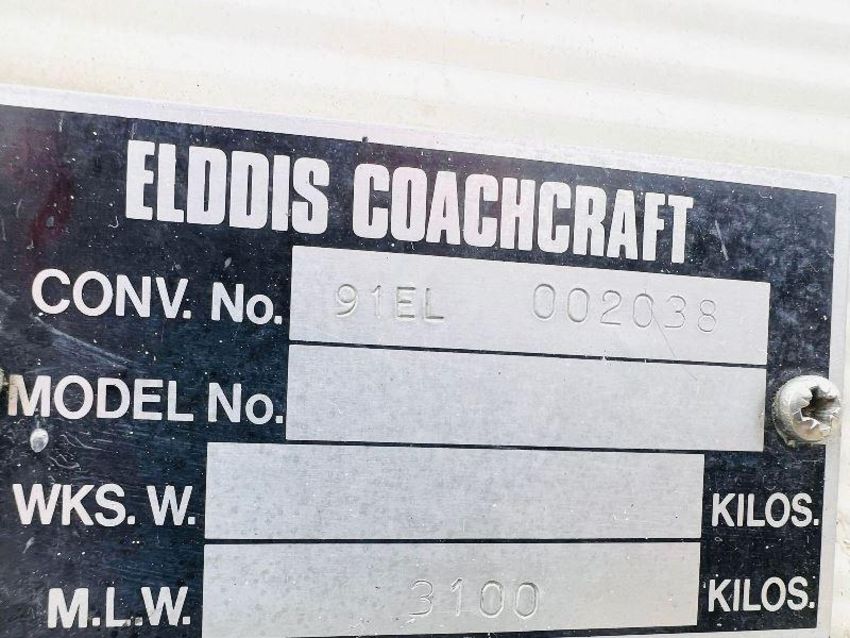 ELDDIS COACHCRAFT
CONV. No. 91EL 002038
MODEL No.
WKS. W. KILOS.
M.L.W. 3100 KILOS.